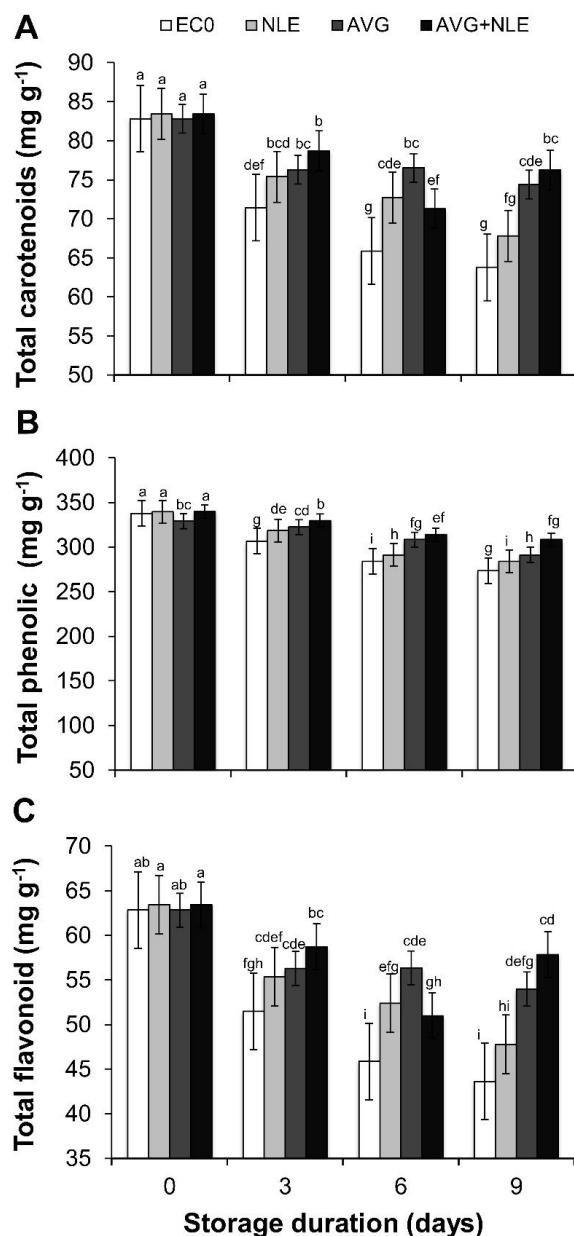 A
EC0 NLE AVG AVG+NLE
Total carotenoids (mg g-1)
90
85
80
75
70
65
60
55
50
a a a a
def bcd bc b
g cde bc ef
g fg cde bc
B
Total phenolic (mg g-1)
400
350
300
250
200
150
100
50
a a bc a
g de cd b
i h fg ef
g i h fg
C
Total flavonoid (mg g-1)
70
65
60
55
50
45
40
35
ab a ab a
fgh cdef cde bc
i efg cde gh
i hi defg cd
0 3 6 9
Storage duration (days)